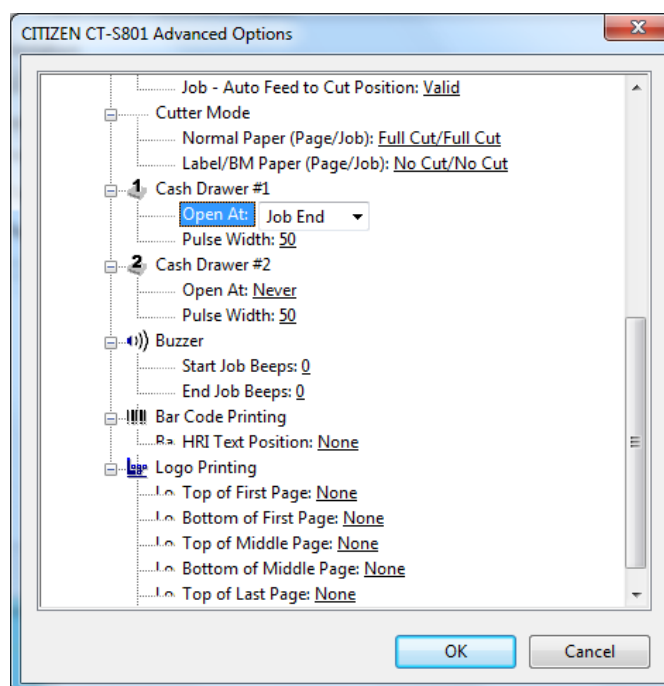 CITIZEN CT-S801 Advanced Options
Job - Auto Feed to Cut Position: Valid
Cutter Mode
Normal Paper (Page/Job): Full Cut/Full Cut
Label/BM Paper (Page/Job): No Cut/No Cut
1 Cash Drawer #1
Open At: Job End
Pulse Width: 50
2 Cash Drawer #2
Open At: Never
Pulse Width: 50
Buzzer
Start Job Beeps: 0
End Job Beeps: 0
Bar Code Printing
HRI Text Position: None
Logo Printing
Top of First Page: None
Bottom of First Page: None
Top of Middle Page: None
Bottom of Middle Page: None
Top of Last Page: None
OK Cancel